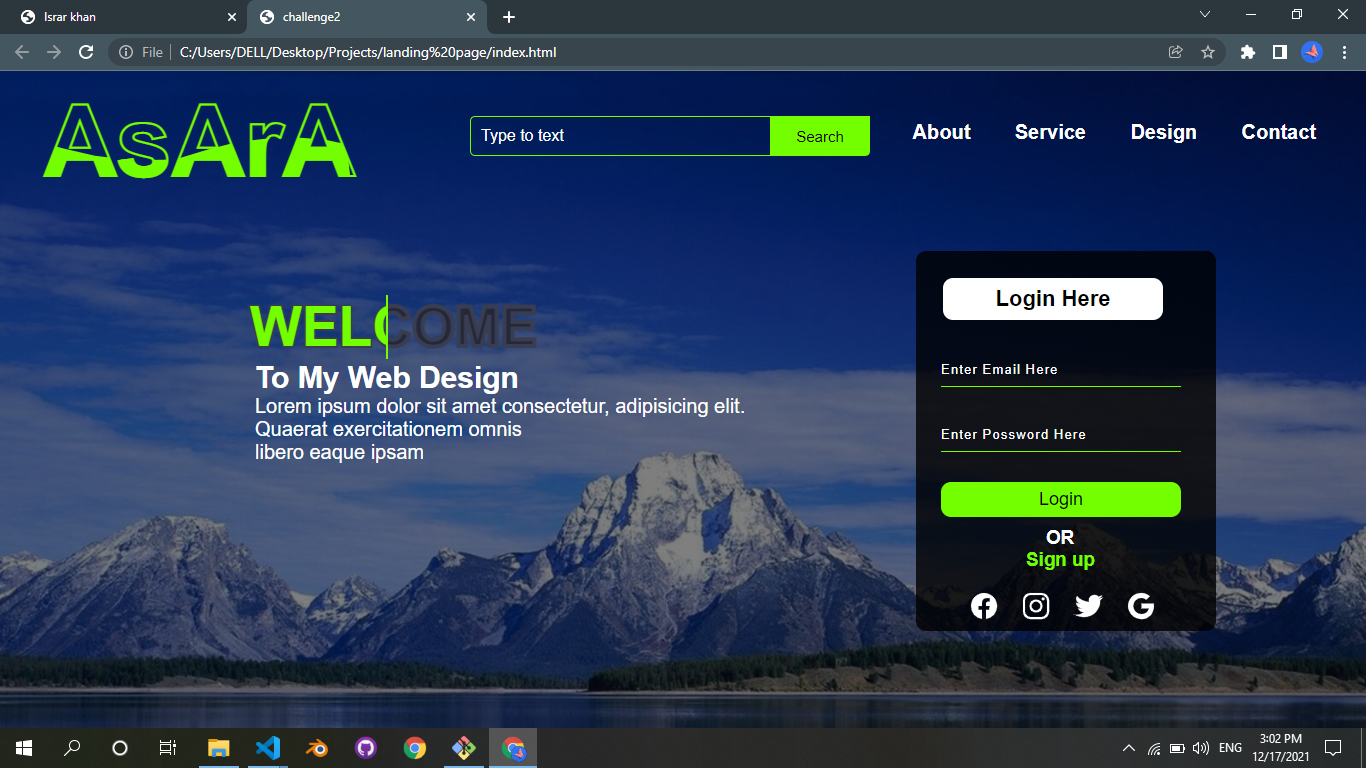 Israr khan
challenge2
File
C:/Users/DELL/Desktop/Projects/landing%20page/index.html
AsArA
Type to text
Search
About
Service
Design
Contact
WELCOME
To My Web Design
Lorem ipsum dolor sit amet consectetur, adipisicing elit.
Quaerat exercitationem omnis
libero eaque ipsam
Login Here
Enter Email Here
Enter Possword Here
Login
OR
Sign up
ENG
3:02 PM
12/17/2021